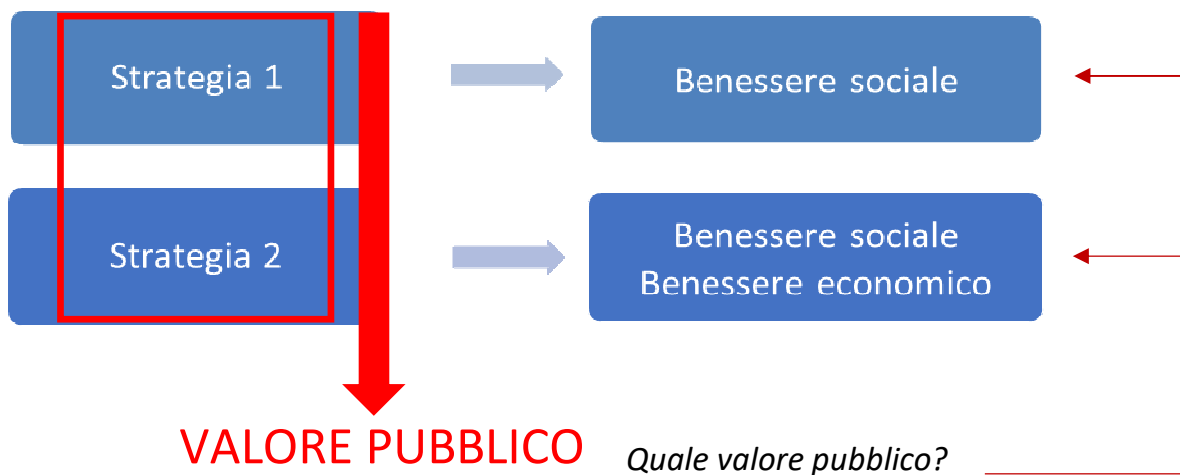 Strategia 1
Benessere sociale
Strategia 2
Benessere sociale
Benessere economico
VALORE PUBBLICO
Quale valore pubblico?